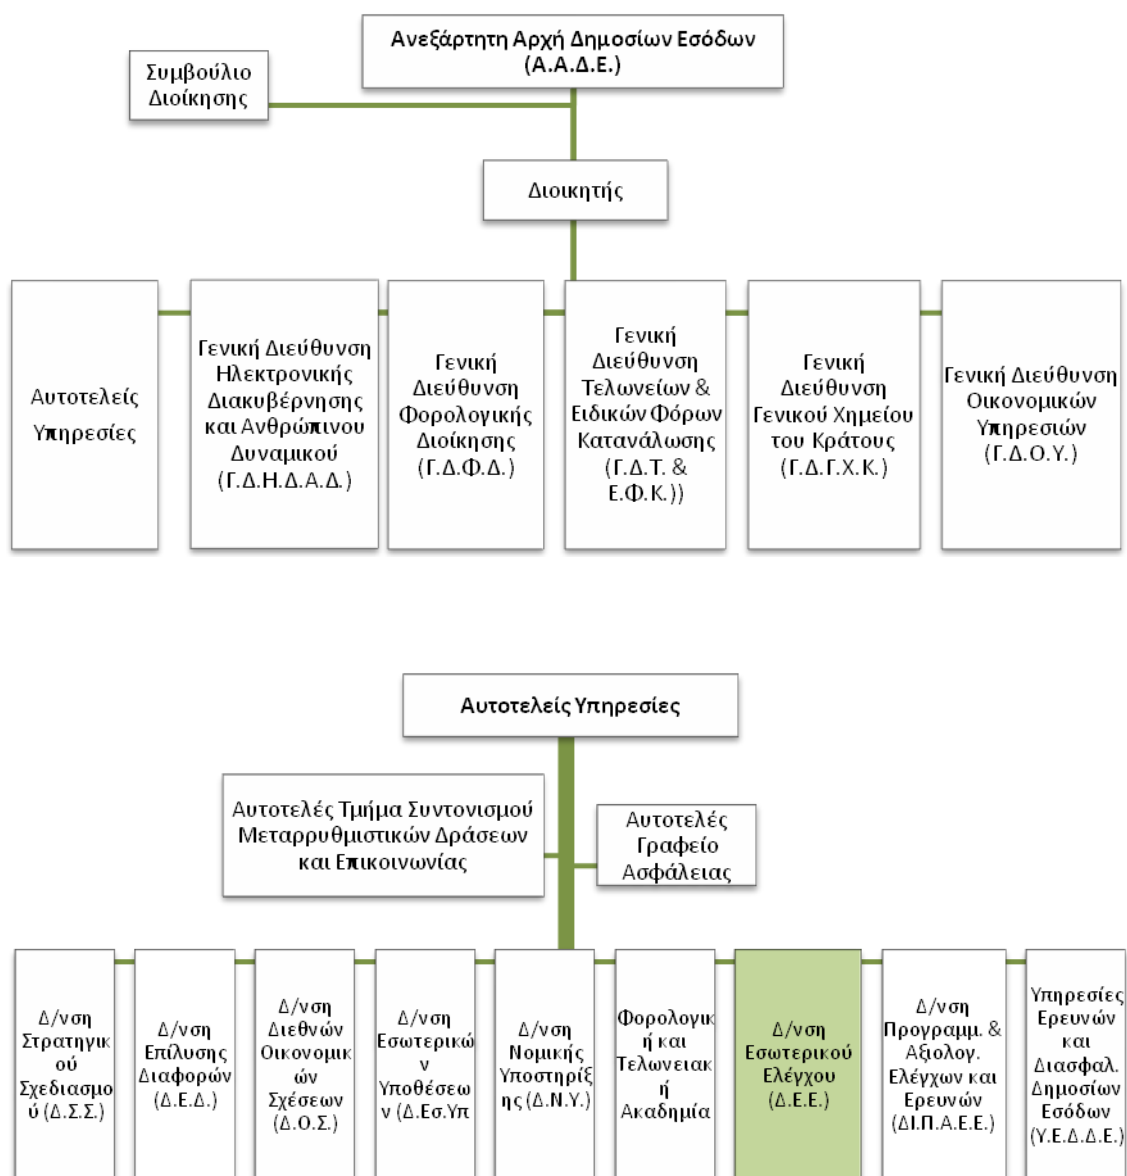 Ανεξάρτητη Αρχή Δημοσίων Εσόδων
(Α.Α.Δ.Ε.)
Συμβούλιο
Διοίκησης
Διοικητής
Αυτοτελείς
Υπηρεσίες
Γενική Διεύθυνση
Ηλεκτρονικής
Διακυβέρνησης
και Ανθρώπινου
Δυναμικού
(Γ.Δ.Η.Δ.Α.Δ.)
Γενική
Διεύθυνση
Φορολογικής
Διοίκησης
(Γ.Δ.Φ.Δ.)
Γενική
Διεύθυνση
Τελωνείων &
Ειδικών Φόρων
Κατανάλωσης
(Γ.Δ.Τ. &
Ε.Φ.Κ.))
Γενική
Διεύθυνση
Γενικού Χημείου
του Κράτους
(Γ.Δ.Γ.Χ.Κ.)
Γενική Διεύθυνση
Οικονομικών
Υπηρεσιών
(Γ.Δ.Ο.Υ.)
Αυτοτελείς Υπηρεσίες
Αυτοτελές Τμήμα Συντονισμού
Μεταρρυθμιστικών Δράσεων
και Επικοινωνίας
Αυτοτελές
Γραφείο
Ασφάλειας
Δ/νση
Στρατηγικ
ού
Σχεδιασμο
ύ (Δ.Σ.Σ.)
Δ/νση
Επίλυσης
Διαφορών
(Δ.Ε.Δ.)
Δ/νση
Διεθνών
Οικονομικ
ών
Σχέσεων
(Δ.Ο.Σ.)
Δ/νση
Εσωτερικώ
ν
Υποθέσεω
ν (Δ.Εσ.Υπ
Δ/νση
Νομικής
Υποστηρίξ
ης (Δ.Ν.Υ.)
Φορολογικ
ή και
Τελωνειακ
ή
Ακαδημία
Δ/νση
Εσωτερικού
Ελέγχου
(Δ.Ε.Ε.)
Δ/νση
Προγραμμ. &
Αξιολογ.
Ελέγχων και
Ερευνών
(ΔΙ.Π.Α.Ε.Ε.)
Υπηρεσίες
Ερευνών
και
Διασφαλ.
Δημοσίων
Εσόδων
(Υ.Ε.Δ.Δ.Ε.)